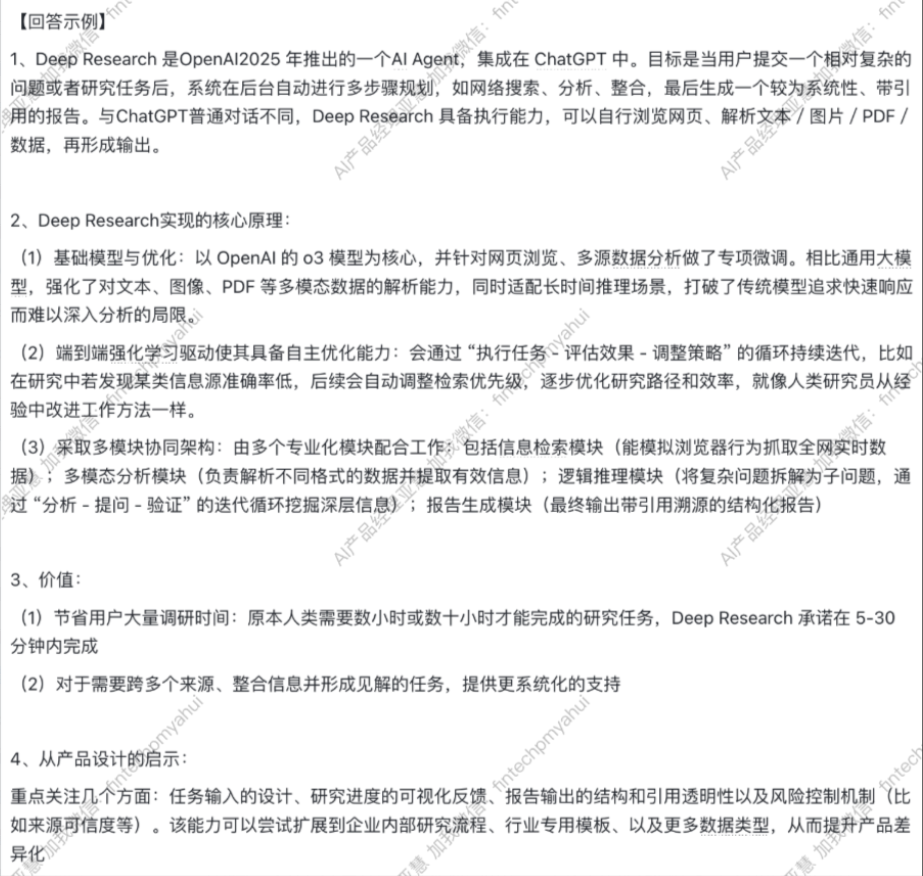 【回答示例】
1、Deep Research 是OpenAI2025 年推出的一个AI Agent，集成在 ChatGPT 中。目标是当用户提交一个相对复杂的
问题或者研究任务后，系统在后台自动进行多步骤规划，如网络搜索、分析、整合，最后生成一个较为系统性、带引
用的报告。与ChatGPT普通对话不同，Deep Research 具备执行能力，可以自行浏览网页、解析文本 / 图片 / PDF /
数据，再形成输出。
2、Deep Research实现的核心原理：
（1）基础模型与优化：以 OpenAI 的 o3 模型为核心，并针对网页浏览、多源数据分析做了专项微调。相比通用大模
型，强化了对文本、图像、PDF 等多模态数据的解析能力，同时适配长时间推理场景，打破了传统模型追求快速响应
而难以深入分析的局限。
（2）端到端强化学习驱动使其具备自主优化能力：会通过 “执行任务 - 评估效果 - 调整策略” 的循环持续迭代，比如
在研究中若发现某类信息源准确率低，后续会自动调整检索优先级，逐步优化研究路径和效率，就像人类研究员从经
验中改进工作方法一样。
（3）采取多模块协同架构：由多个专业化模块配合工作：包括信息检索模块（能模拟浏览器行为抓取全网实时数
据）；多模态分析模块（负责解析不同格式的数据并提取有效信息）；逻辑推理模块（将复杂问题拆解为子问题，通
过 “分析 - 提问 - 验证” 的迭代循环挖掘深层信息）；报告生成模块（最终输出带引用溯源的结构化报告）
3、价值：
（1）节省用户大量调研时间：原本人类需要数小时或数十小时才能完成的研究任务，Deep Research 承诺在 5-30
分钟内完成
（2）对于需要跨多个来源、整合信息并形成见解的任务，提供更系统化的支持
4、从产品设计的启示：
重点关注几个方面：任务输入的设计、研究进度的可视化反馈、报告输出的结构和引用透明性以及风险控制机制（比
如来源可信度等）。该能力可以尝试扩展到企业内部研究流程、行业专用模板、以及更多数据类型，从而提升产品差
异化
AI产品经理亚慧 加我微信：fintechpmyahui